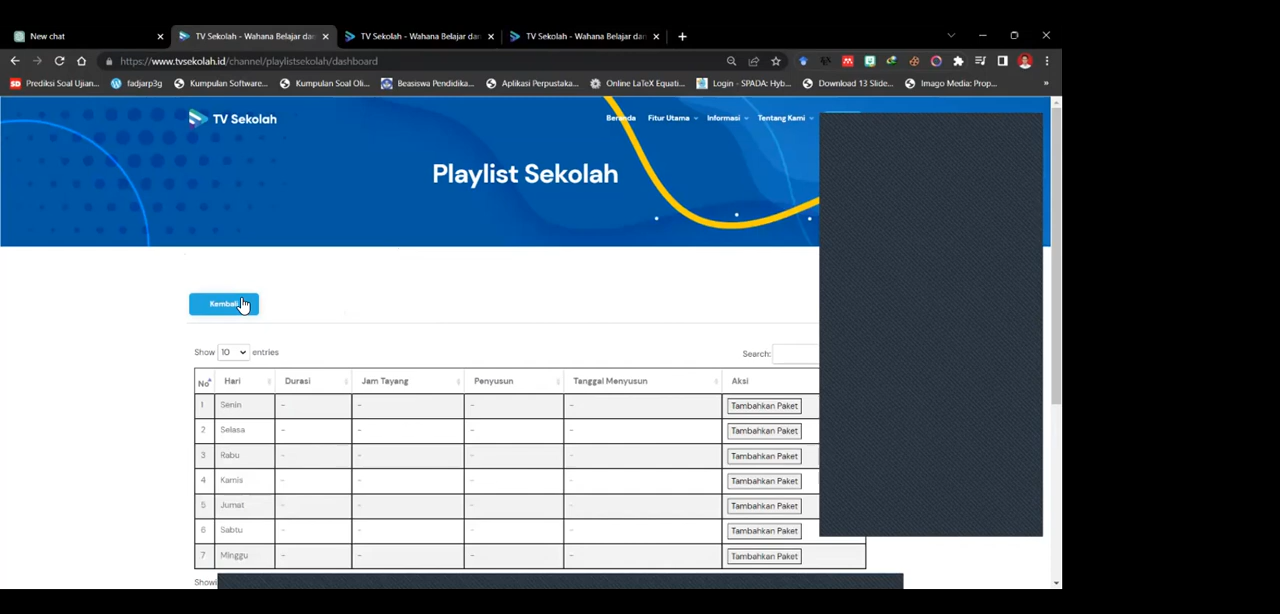 New chat
TV Sekolah - Wahana Belajar da
TV Sekolah - Wahana Belajar da
TV Sekolah - Wahana Belajar da
https://www.tvsekolah.id/channel/playlistsekolah/dashboard
SD Prediksi Soal Ujian...
fadjarp3g
Kumpulan Software...
Kumpulan Soal Oli...
Beasiswa Pendidika...
Aplikasi Perpustaka...
Online LaTeX Equati...
Login - SPADA: Hyb...
Download 13 Slide...
Imago Media: Prop...
TV Sekolah
Beranda Fitur Utama Informasi Tentang Kami
Playlist Sekolah
Kembali
Show 10 entries
Search:
No Hari Durasi Jam Tayang Penyusun Tanggal Menyusun Aksi
1 Senin - - - - Tambahkan Paket
2 Selasa - - - - Tambahkan Paket
3 Rabu - - - - Tambahkan Paket
4 Kamis - - - - Tambahkan Paket
5 Jumat - - - - Tambahkan Paket
6 Sabtu - - - - Tambahkan Paket
7 Minggu - - - - Tambahkan Paket